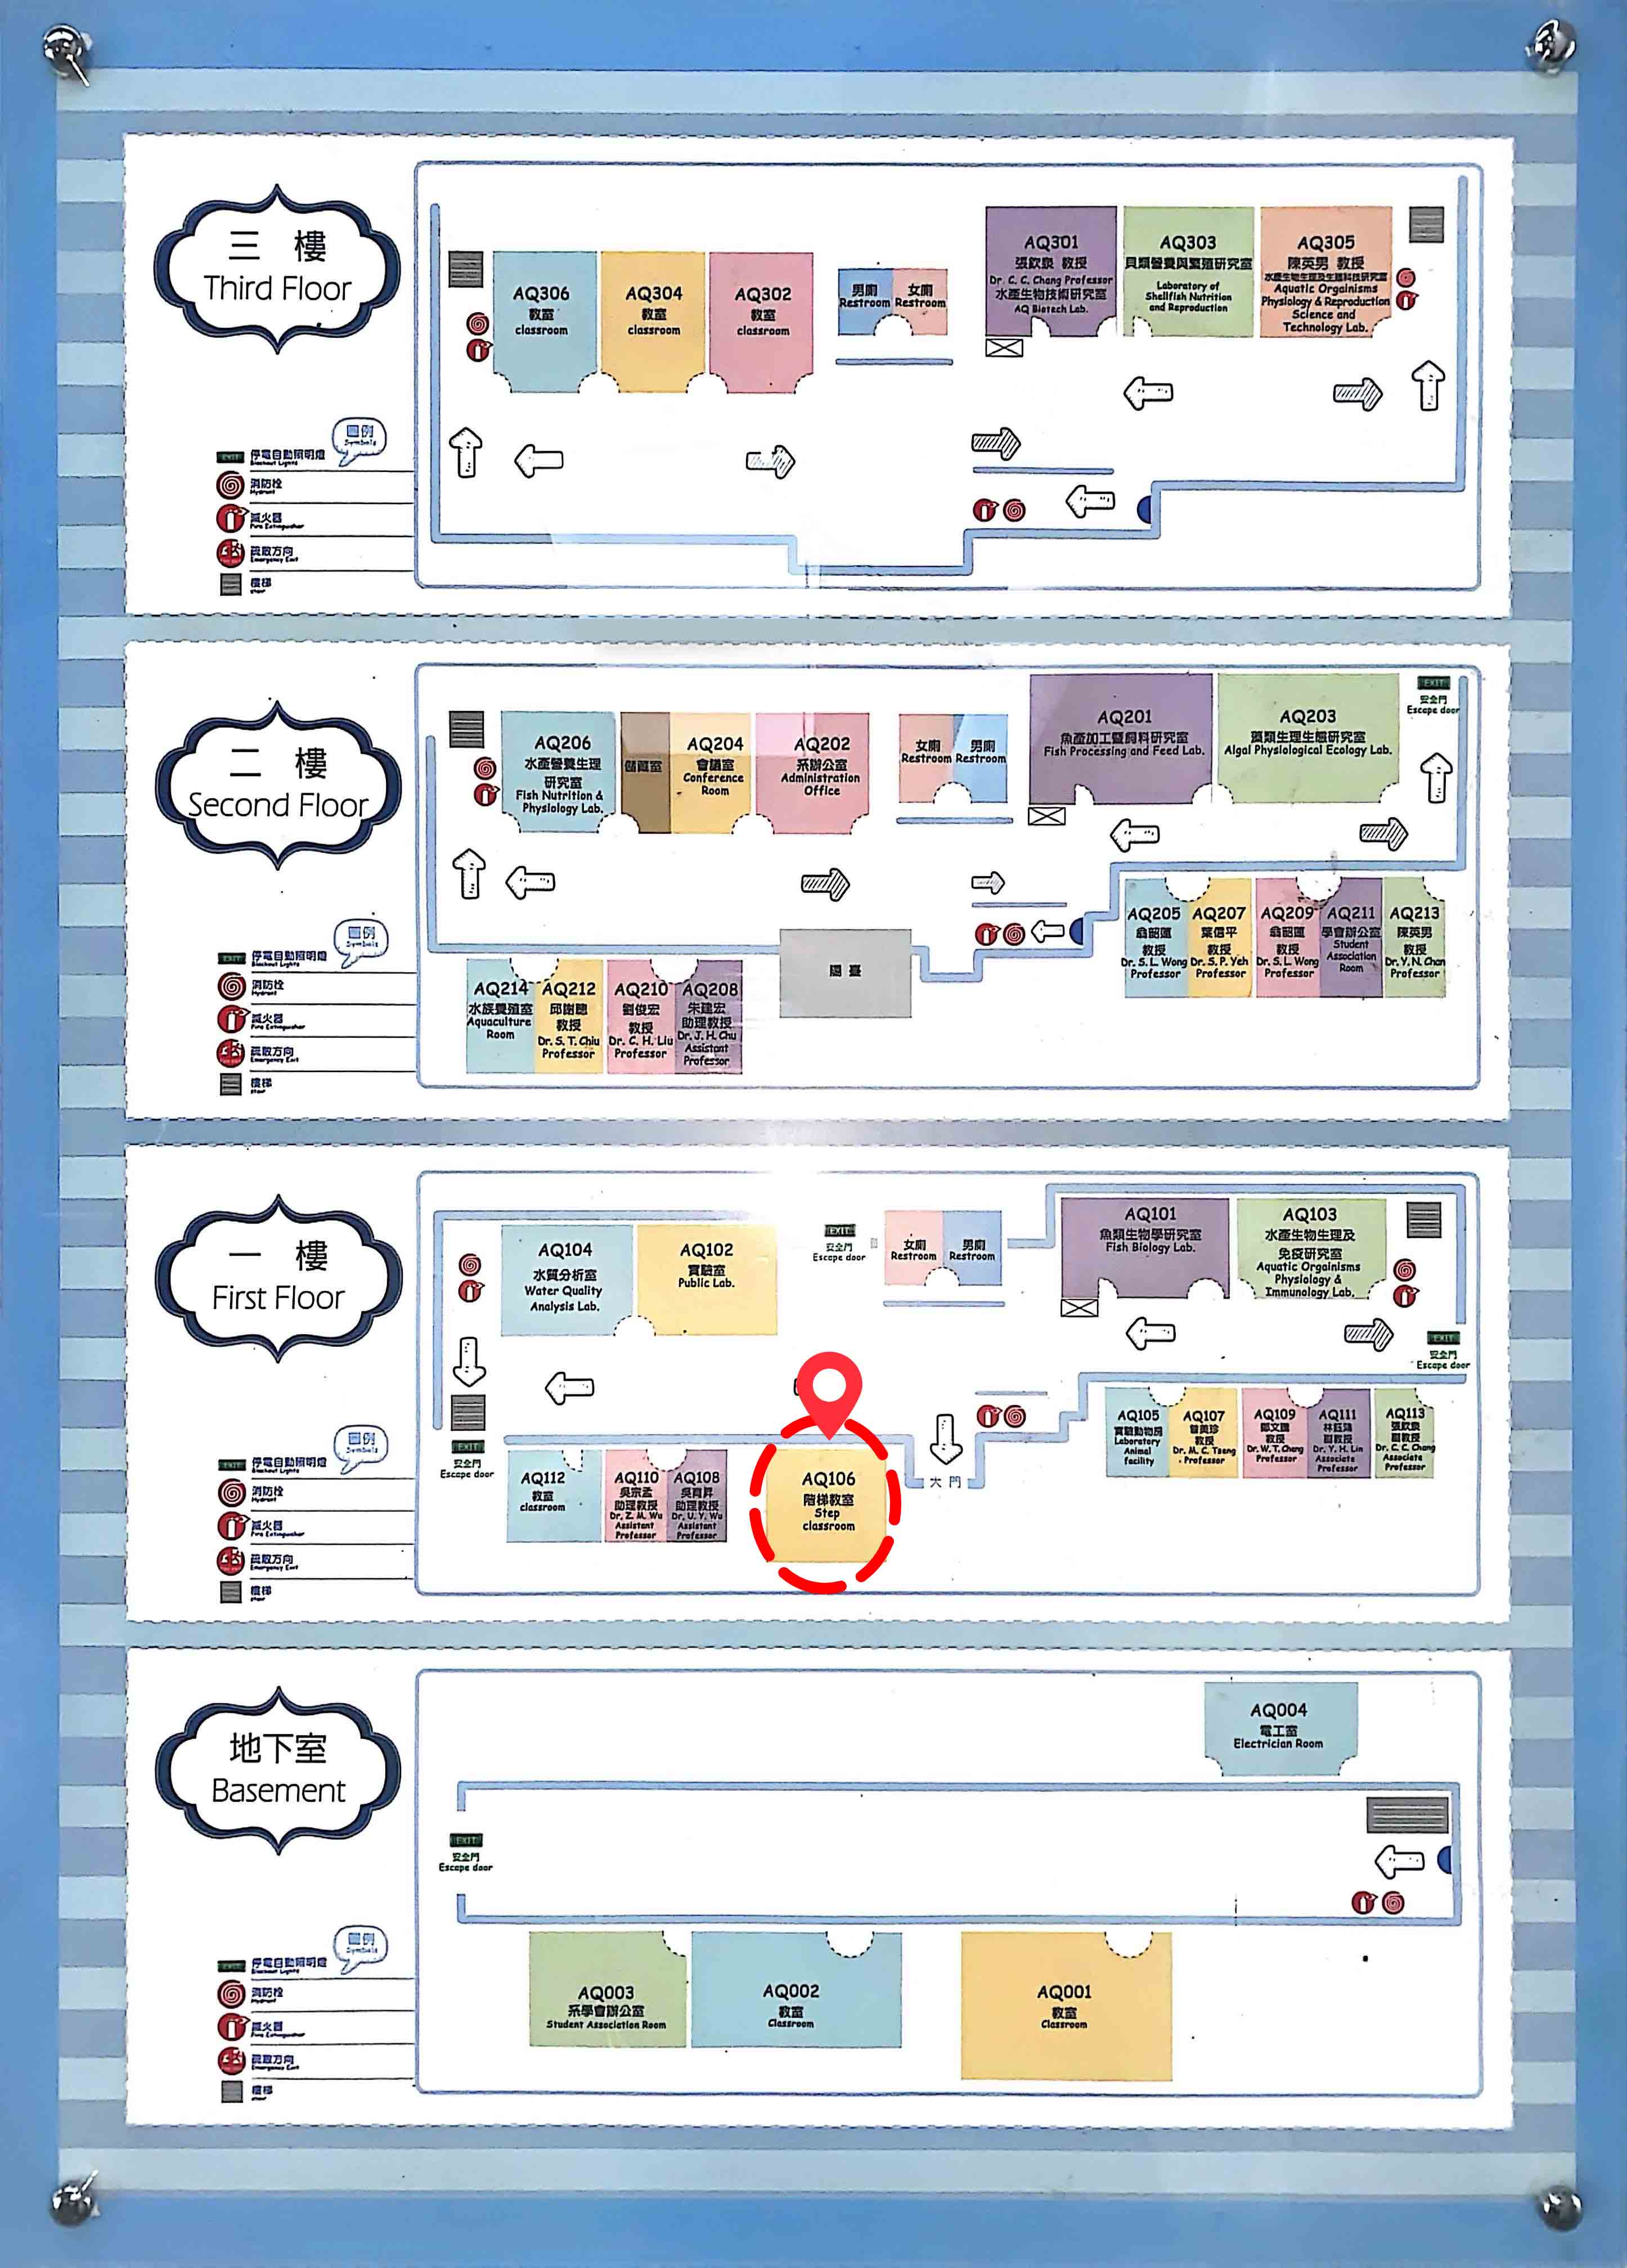 三 樓
Third Floor
AQ306
教室
classroom
AQ304
教室
classroom
AQ302
教室
classroom
男廁
Restroom
女廁
Restroom
AQ301
張欽泉 教授
Dr. C. C. Chang Professor
水產生物技術研究室
AQ Biotech Lab.
AQ303
貝類營養與繁殖研究室
Laboratory of
Shellfish Nutrition
and Reproduction
AQ305
陳英男 教授
水產生物生理及生殖科技研究室
Aquatic Orgainisms
Physiology & Reproduction
Science and
Technology Lab.
圖例
Symbols
EXIT 停電自動照明燈
Blackout Lights
消防栓
Hydrant
滅火器
Fire Extinguisher
疏散方向
Emergency Exit
樓梯
stair
二 樓
Second Floor
AQ206
水產營養生理
研究室
Fish Nutrition &
Physiology Lab.
儲藏室
AQ204
會議室
Conference
Room
AQ202
系辦公室
Administration
Office
女廁
Restroom
男廁
Restroom
AQ201
魚產加工暨飼料研究室
Fish Processing and Feed Lab.
AQ203
藻類生理生態研究室
Algal Physiological Ecology Lab.
EXIT
安全門
Escape door
AQ205
翁韶蓮
教授
Dr. S. L. Wong
Professor
AQ207
葉信平
教授
Dr. S. P. Yeh
Professor
AQ209
翁韶蓮
教授
Dr. S. L. Wong
Professor
AQ211
學會辦公室
Student
Association
Room
AQ213
陳英男
教授
Dr. Y. N. Chen
Professor
陽臺
AQ214
水族養殖室
Aquaculture
Room
AQ212
邱謝聰
教授
Dr. S. T. Chiu
Professor
AQ210
劉俊宏
教授
Dr. C. H. Liu
Professor
AQ208
朱建宏
助理教授
Dr. J. H. Chu
Assistant
Professor
圖例
Symbols
EXIT 停電自動照明燈
Blackout Lights
消防栓
Hydrant
滅火器
Fire Extinguisher
疏散方向
Emergency Exit
樓梯
stair
一 樓
First Floor
AQ104
水質分析室
Water Quality
Analysis Lab.
AQ102
實驗室
Public Lab.
EXIT
安全門
Escape door
女廁
Restroom
男廁
Restroom
AQ101
魚類生物學研究室
Fish Biology Lab.
AQ103
水產生物生理及
免疫研究室
Aquatic Orgainisms
Physiology &
Immunology Lab.
EXIT
安全門
Escape door
EXIT
安全門
Escape door
AQ112
教室
classroom
AQ110
吳宗孟
助理教授
Dr. Z. M. Wu
Assistant
Professor
AQ108
吳育昇
助理教授
Dr. U. Y. Wu
Assistant
Professor
AQ106
階梯教室
Step
classroom
大門
AQ105
實驗動物房
Laboratory
Animal
facility
AQ107
曾美珍
教授
Dr. M. C. Tseng
Professor
AQ109
鄭文騰
教授
Dr. W. T. Cheng
Professor
AQ111
林鈺鴻
副教授
Dr. Y. H. Lin
Associate
Professor
AQ113
張欽泉
副教授
Dr. C. C. Chang
Associate
Professor
圖例
Symbols
EXIT 停電自動照明燈
Blackout Lights
消防栓
Hydrant
滅火器
Fire Extinguisher
疏散方向
Emergency Exit
樓梯
stair
地下室
Basement
AQ004
電工室
Electrician Room
EXIT
安全門
Escape door
AQ003
系學會辦公室
Student Association Room
AQ002
教室
Classroom
AQ001
教室
Classroom
圖例
Symbols
EXIT 停電自動照明燈
Blackout Lights
消防栓
Hydrant
滅火器
Fire Extinguisher
疏散方向
Emergency Exit
樓梯
stair